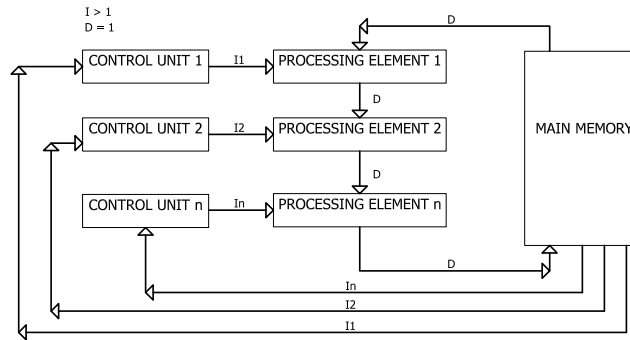 I > 1
D = 1
D
CONTROL UNIT 1
I1
PROCESSING ELEMENT 1
D
CONTROL UNIT 2
I2
PROCESSING ELEMENT 2
MAIN MEMORY
D
CONTROL UNIT n
In
PROCESSING ELEMENT n
D
In
I2
I1